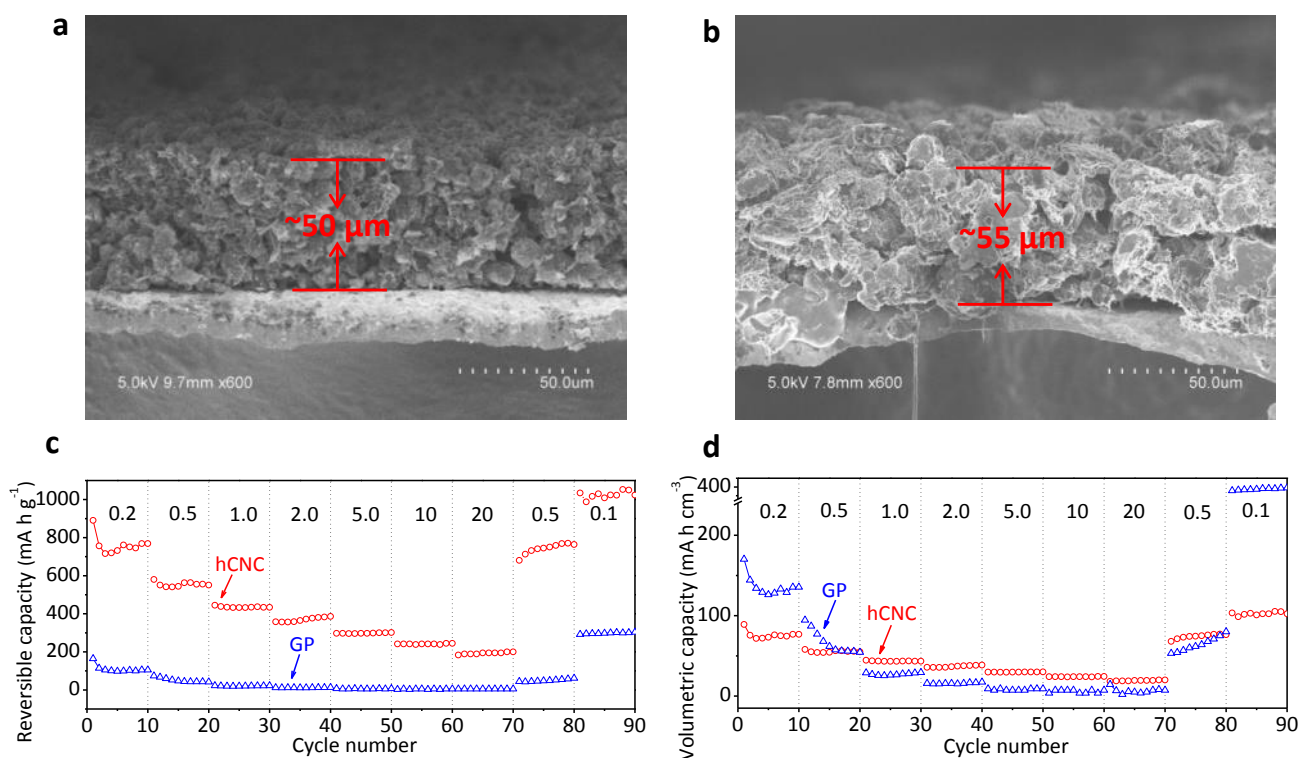 a
b
~50 µm
~55 µm
5.0kV 9.7mm x600
50.0um
5.0kV 7.8mm x600
50.0um
c
d
Reversible capacity (mA h g⁻¹)
1000
800
600
400
200
0
0.2
0.5
1.0
2.0
5.0
10
20
0.5
0.1
hCNC
GP
0
10
20
30
40
50
60
70
80
90
Cycle number
Volumetric capacity (mA h cm⁻³)
400
200
100
0
0.2
0.5
1.0
2.0
5.0
10
20
0.5
0.1
GP
hCNC
0
10
20
30
40
50
60
70
80
90
Cycle number